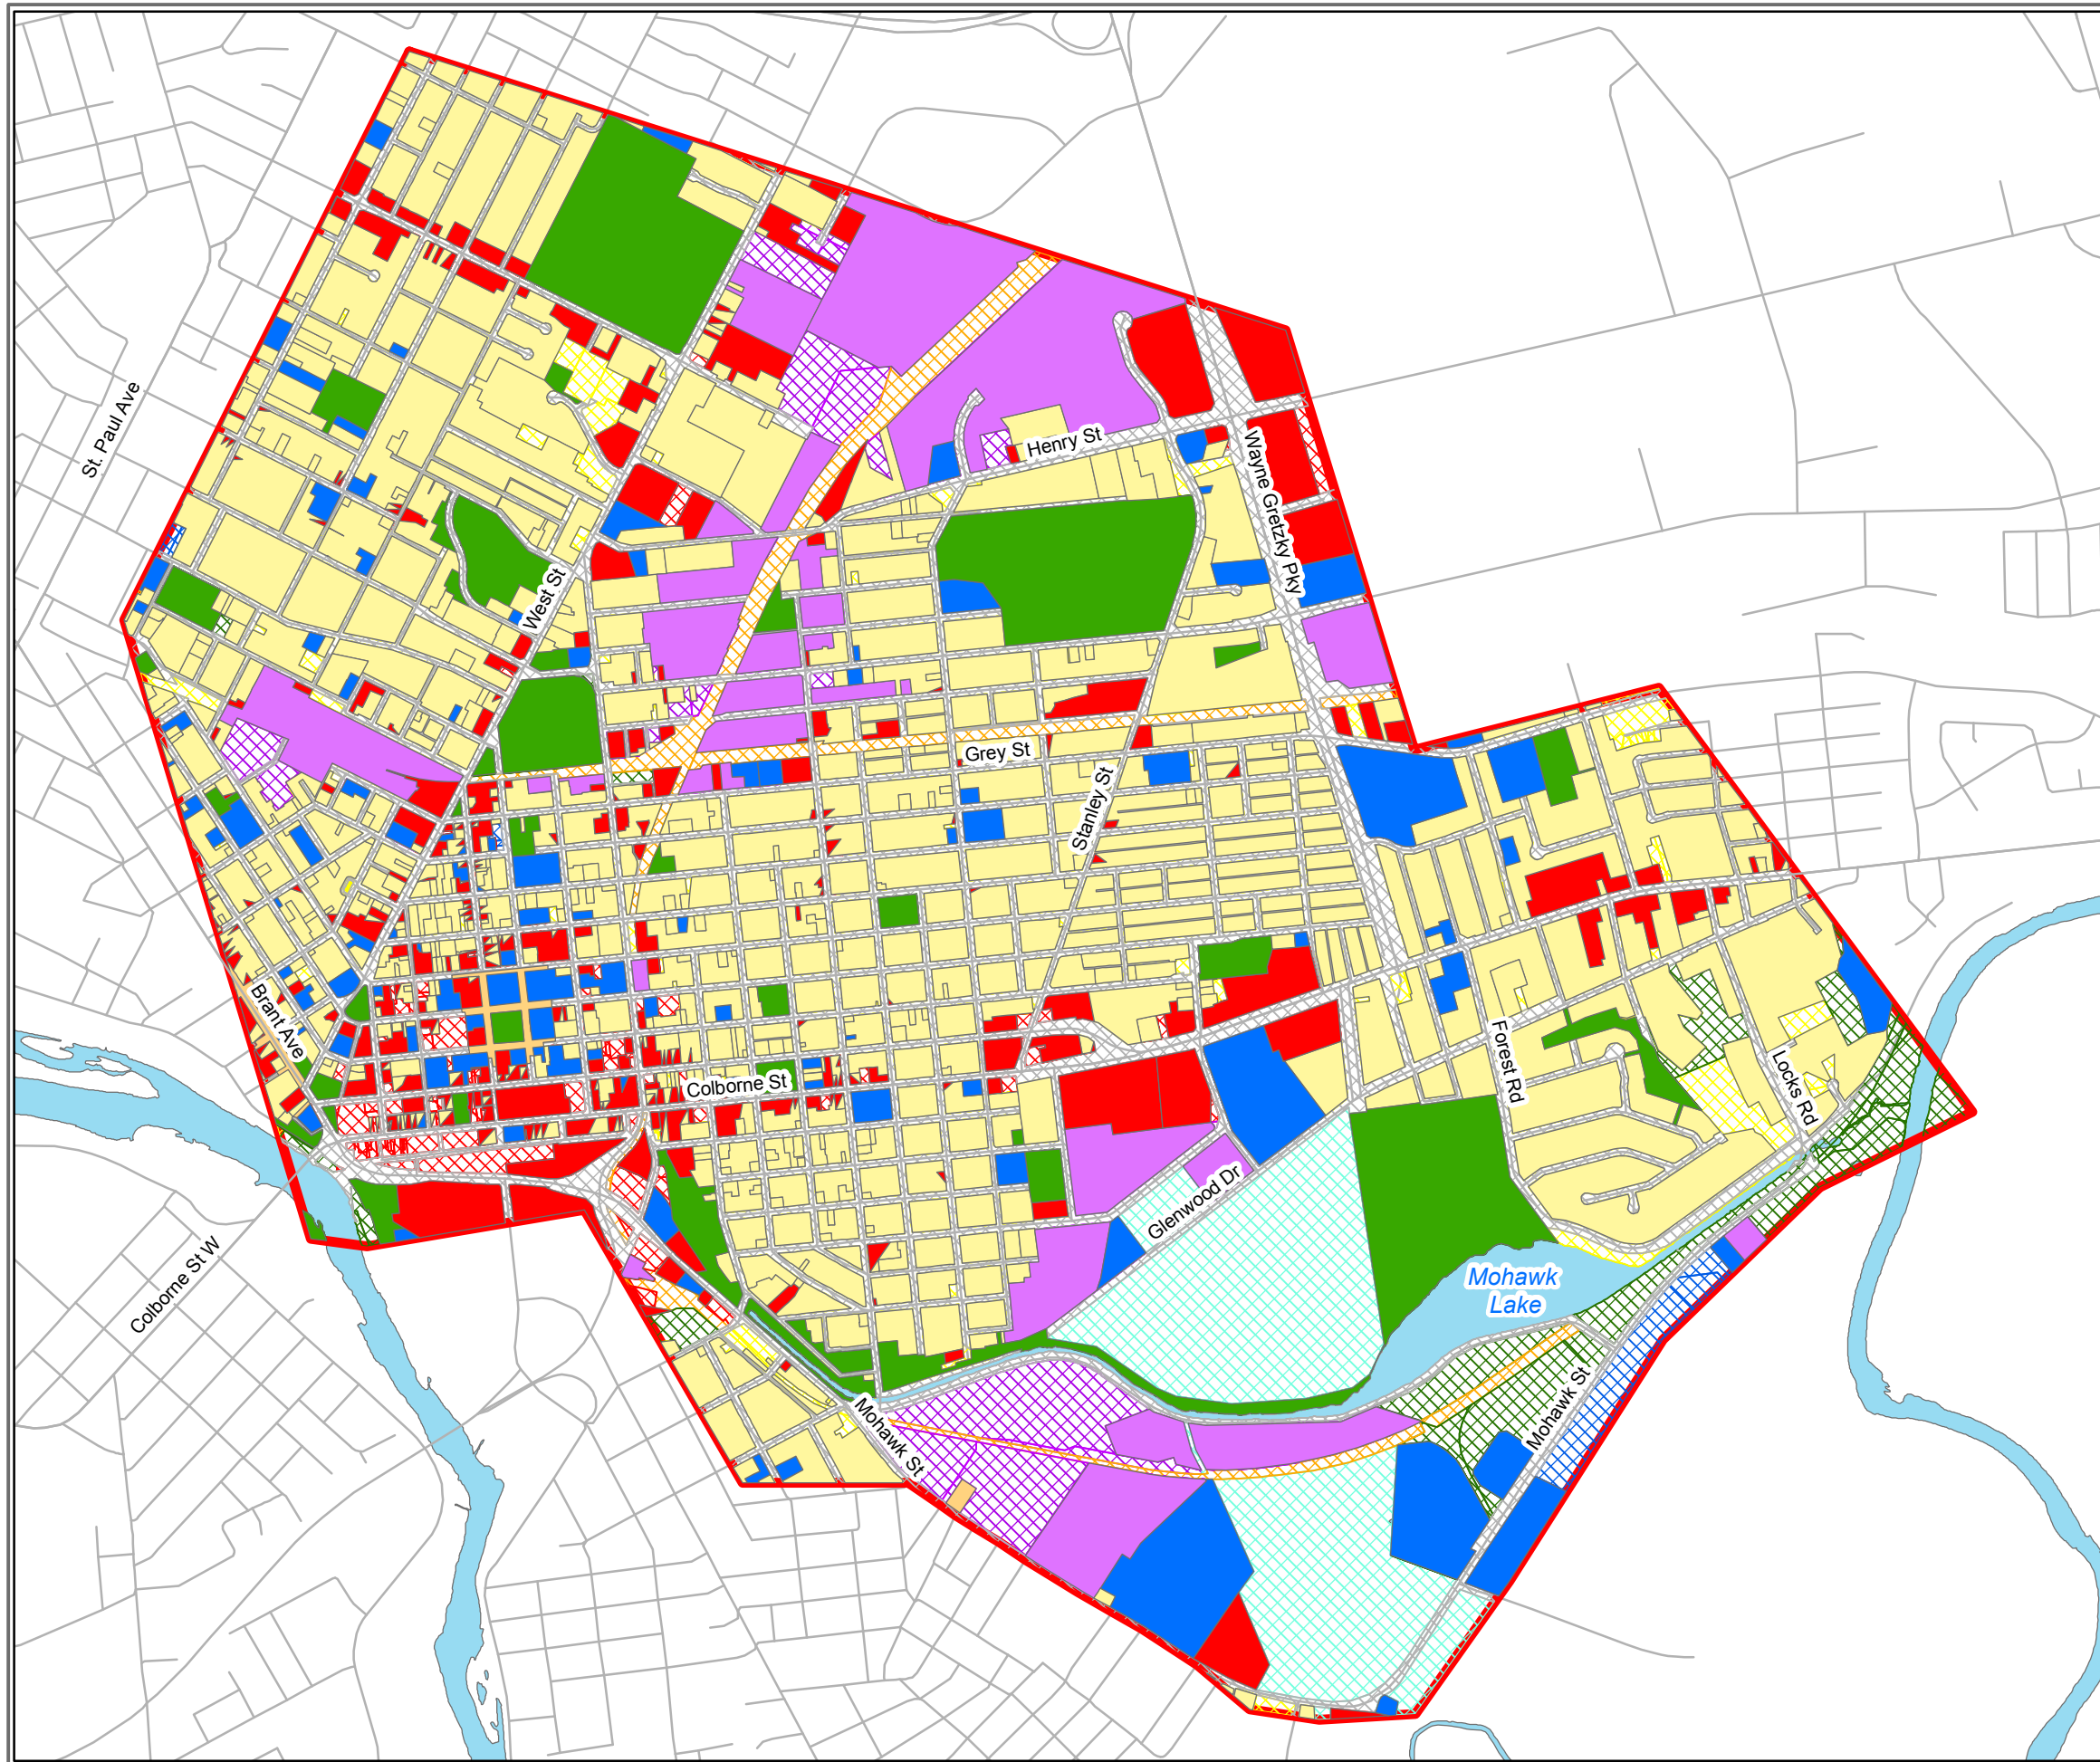 St. Paul Ave
Henry St
Wayne Gretzky Pky
West St
Grey St
Stanley St
Brant Ave
Colborne St
Forest Rd
Locks Rd
Glenwood Dr
Colborne St W
Mohawk
Lake
Mohawk St
Mohawk St